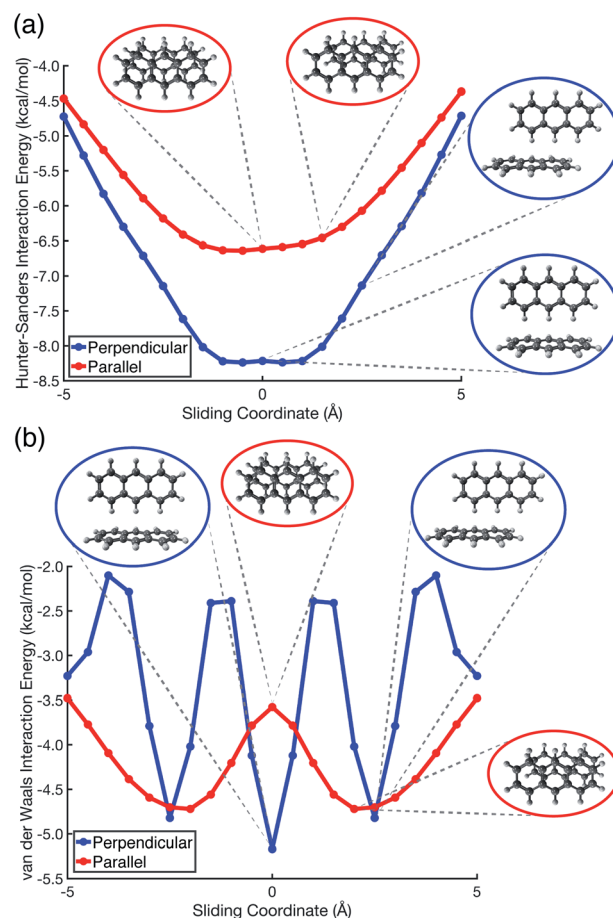 (a)
Hunter-Sanders Interaction Energy (kcal/mol)
-4.0
-4.5
-5.0
-5.5
-6.0
-6.5
-7.0
-7.5
-8.0
-8.5
Perpendicular
Parallel
-5
0
5
Sliding Coordinate (Å)
(b)
van der Waals Interaction Energy (kcal/mol)
-2.0
-2.5
-3.0
-3.5
-4.0
-4.5
-5.0
-5.5
Perpendicular
Parallel
-5
0
5
Sliding Coordinate (Å)